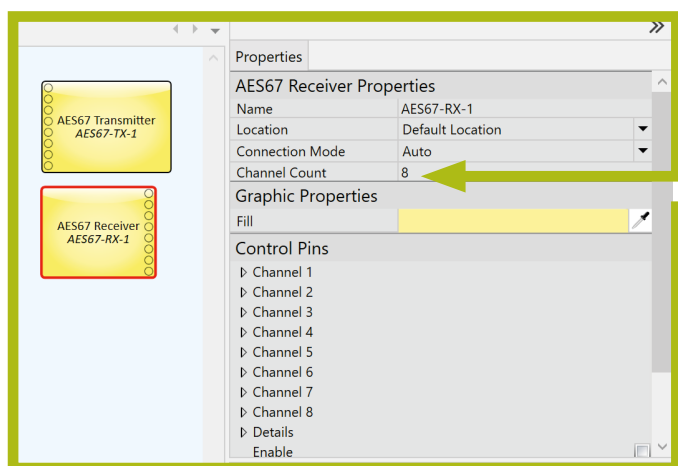 AES67 Transmitter
AES67-TX-1
AES67 Receiver
AES67-RX-1
Properties
AES67 Receiver Properties
Name AES67-RX-1
Location Default Location
Connection Mode Auto
Channel Count 8
Graphic Properties
Fill
Control Pins
Channel 1
Channel 2
Channel 3
Channel 4
Channel 5
Channel 6
Channel 7
Channel 8
Details
Enable